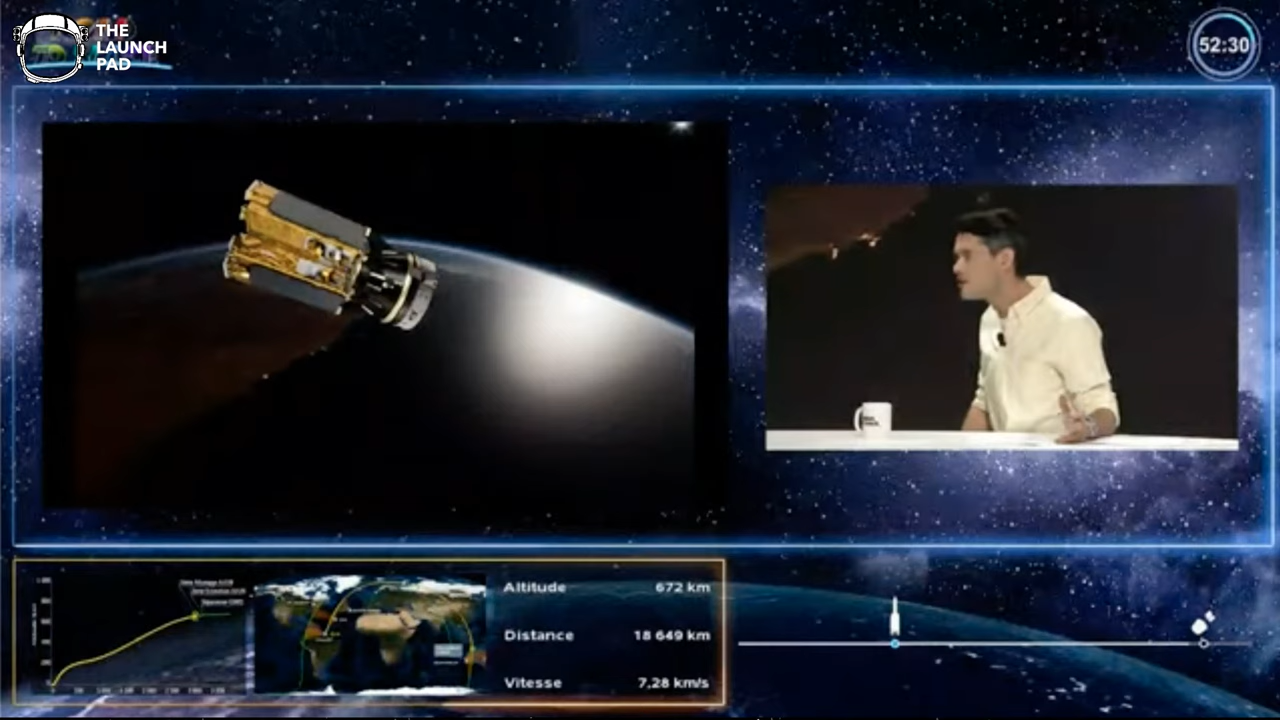 THE
LAUNCH
PAD
52:30
Altitude 672 km
Distance 18 649 km
Vitesse 7,28 km/s